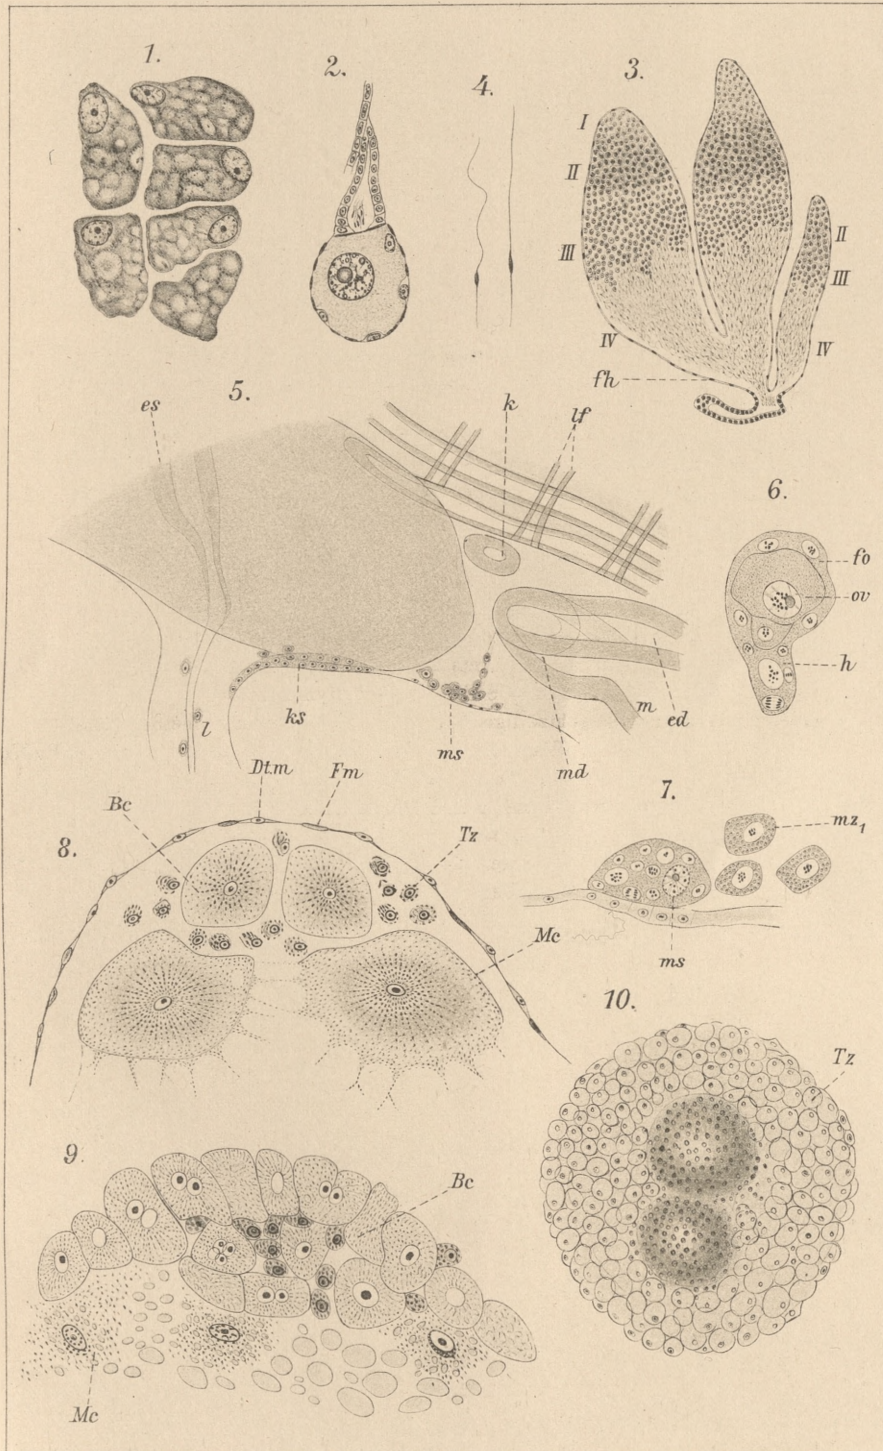 1.
2.
4.
3.
I
II
III
IV
fh
II
III
IV
5.
es
k
lf
l
ks
ms
md
m
ed
6.
fo
ov
h
7.
mz1
ms
8.
Bc
Dt.m
Fm
Tz
Mc
9.
Bc
Mc
10.
Tz